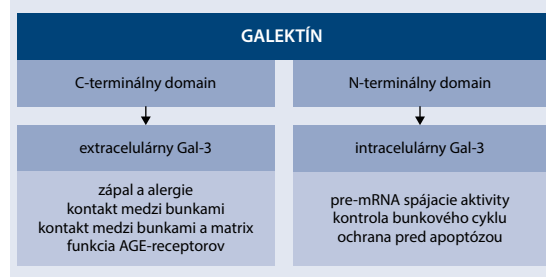 GALEKTÍN
C-terminálny domain
N-terminálny domain
extracelulárny Gal-3
intracelulárny Gal-3
zápal a alergie
kontakt medzi bunkami
kontakt medzi bunkami a matrix
funkcia AGE-receptorov
pre-mRNA spájacie aktivity
kontrola bunkového cyklu
ochrana pred apoptózou